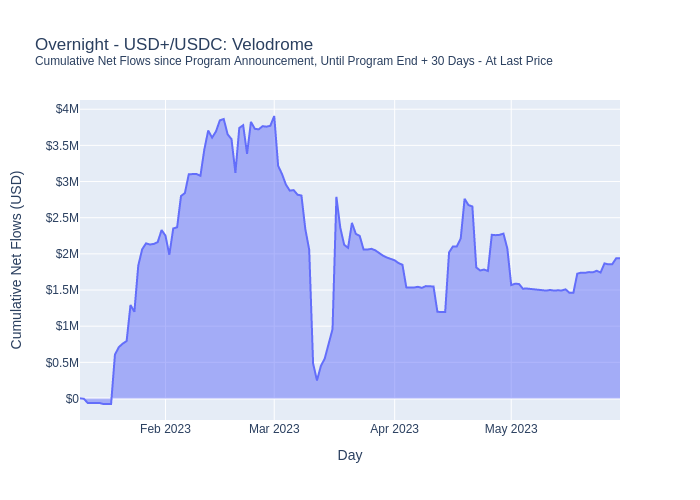 Overnight - USD+/USDC: Velodrome
Cumulative Net Flows since Program Announcement, Until Program End + 30 Days - At Last Price
Cumulative Net Flows (USD)
$4M
$3.5M
$3M
$2.5M
$2M
$1.5M
$1M
$0.5M
$0
Feb 2023
Mar 2023
Apr 2023
May 2023
Day